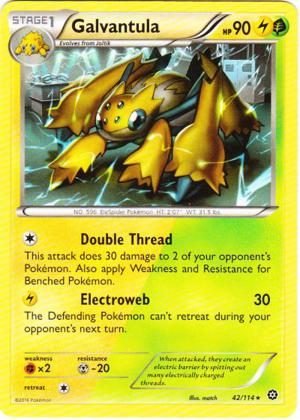 STAGE1
Galvantula
HP 90
Evolves from Joltik
NO. 596 EleSpider Pokémon HT: 2'07" WT: 31.5 lbs.
Double Thread
This attack does 30 damage to 2 of your opponent's
Pokémon. Also apply Weakness and Resistance for
Benched Pokémon.
Electroweb 30
The Defending Pokémon can't retreat during your
opponent's next turn.
weakness
×2
resistance
-20
retreat
When attacked, they create an
electric barrier by spitting out
many electrically charged
threads.
©2016 Pokémon
Illus. match
42/114 ★